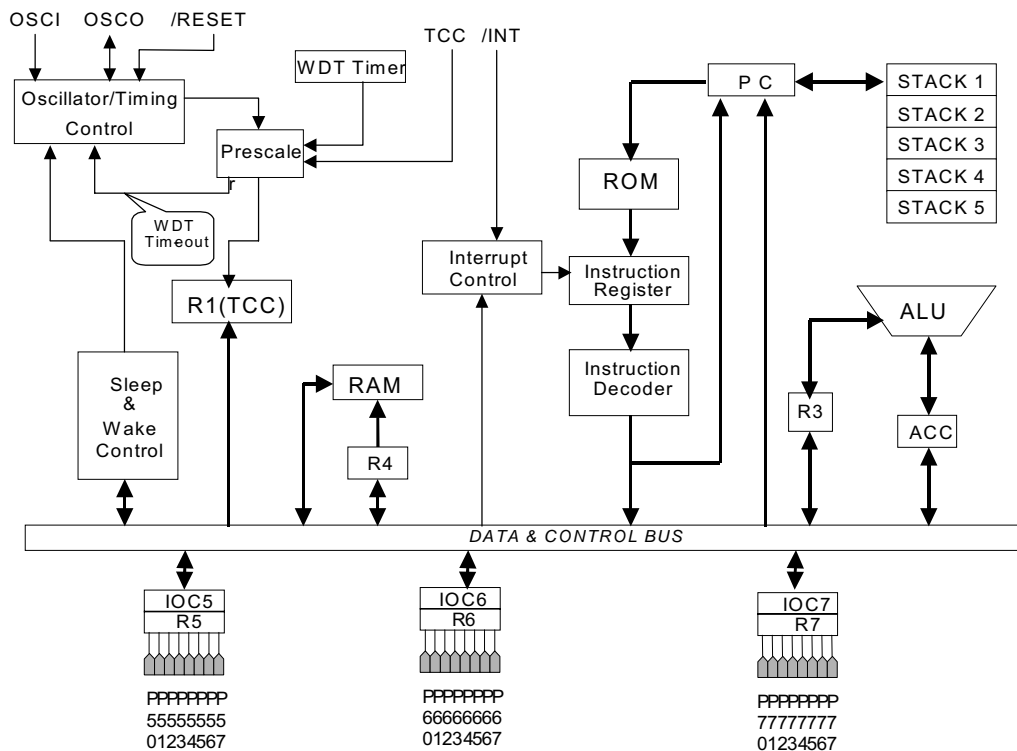 OSCI OSCO /RESET
TCC /INT
WDT Timer
P C
STACK 1
STACK 2
STACK 3
STACK 4
STACK 5
Oscillator/Timing
Control
Prescale
r
ROM
WDT
Timeout
Interrupt
Control
Instruction
Register
R1(TCC)
ALU
Sleep
&
Wake
Control
RAM
Instruction
Decoder
R3
ACC
R4
DATA & CONTROL BUS
IOC5
R5
IOC6
R6
IOC7
R7
PPPPPPPP
55555555
01234567
PPPPPPPP
66666666
01234567
PPPPPPPP
77777777
01234567